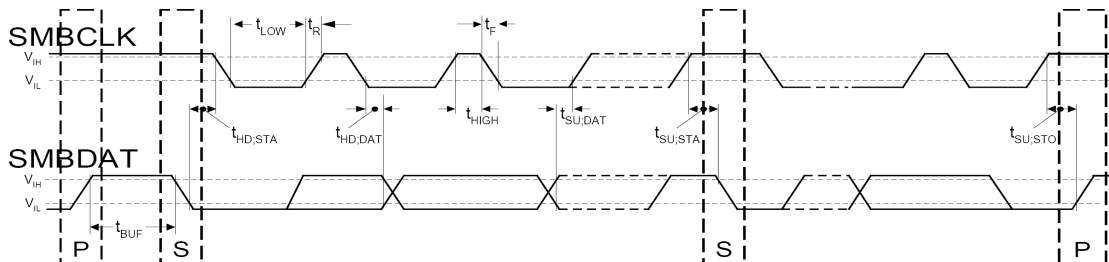 tLOW tR tF
SMBCLK
VIH
VIL
tHD;STA tHD;DAT tHIGH tSU;DAT tSU;STA tSU;STO
SMBDAT
VIH
VIL
tBUF
P S S P